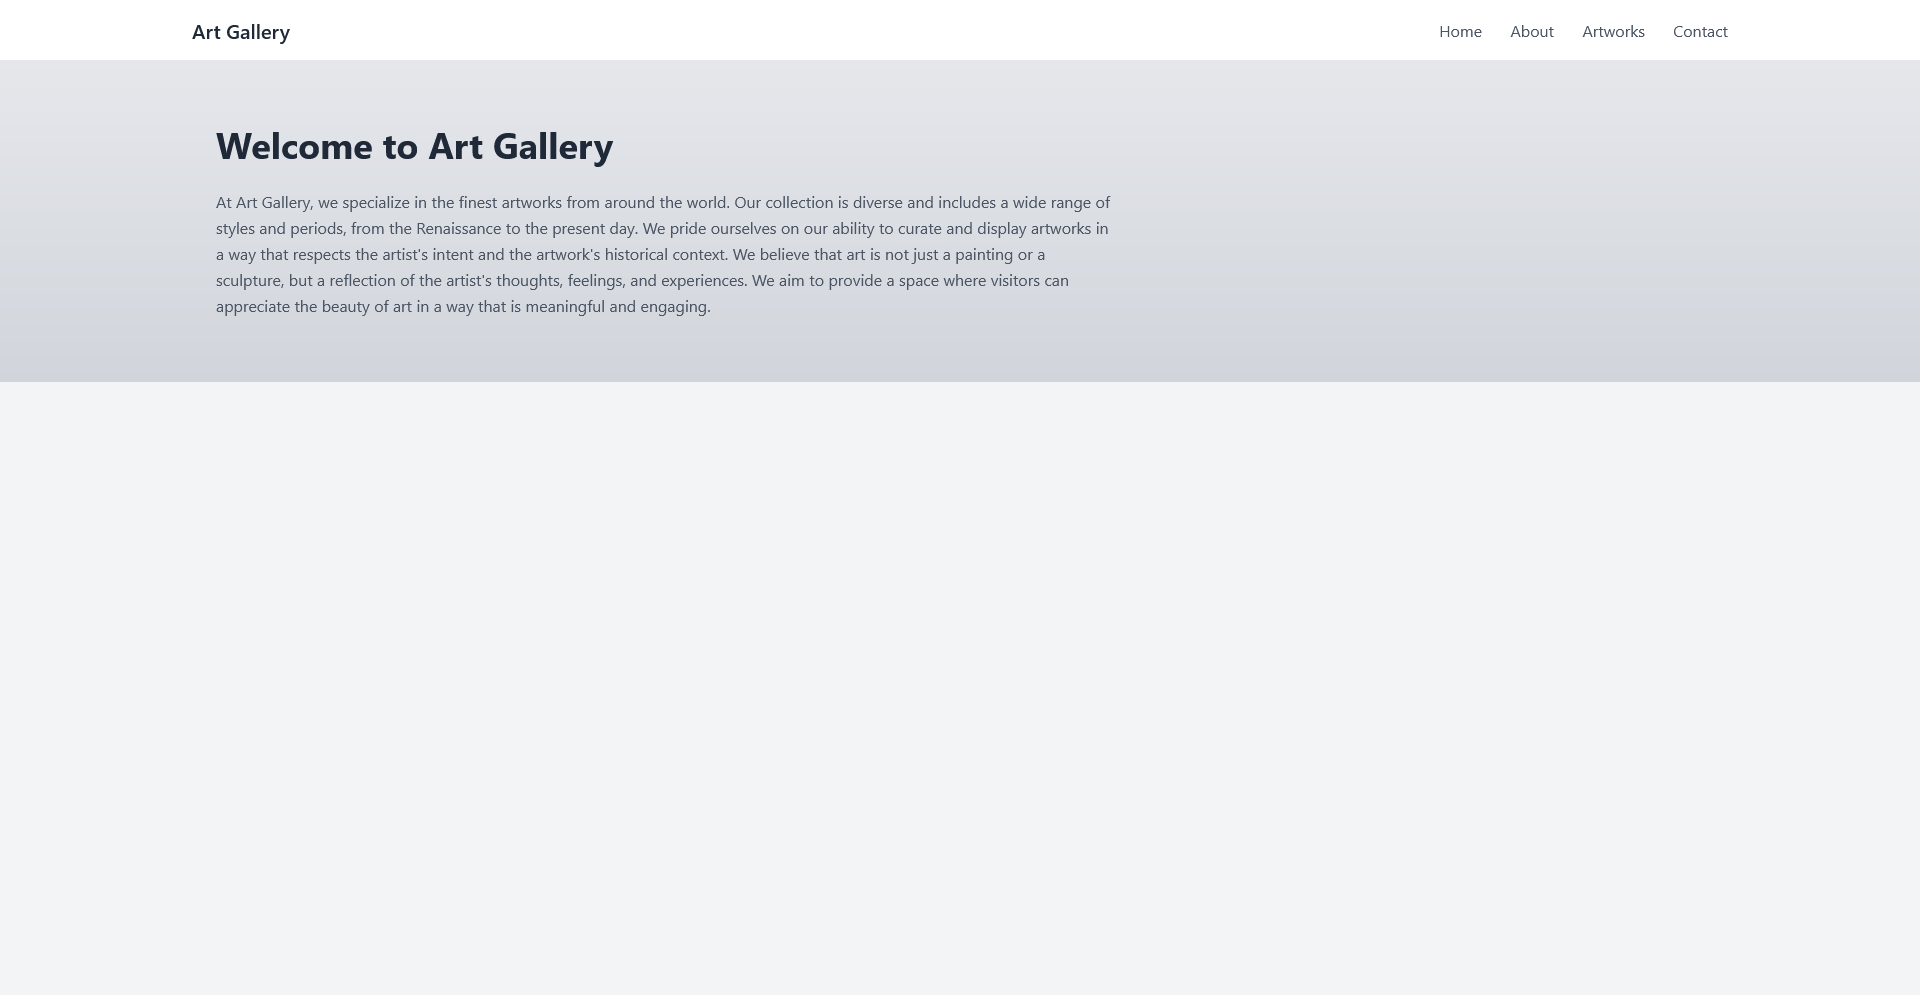 Art Gallery
Home
About
Artworks
Contact
Welcome to Art Gallery
At Art Gallery, we specialize in the finest artworks from around the world. Our collection is diverse and includes a wide range of
styles and periods, from the Renaissance to the present day. We pride ourselves on our ability to curate and display artworks in
a way that respects the artist's intent and the artwork's historical context. We believe that art is not just a painting or a
sculpture, but a reflection of the artist's thoughts, feelings, and experiences. We aim to provide a space where visitors can
appreciate the beauty of art in a way that is meaningful and engaging.